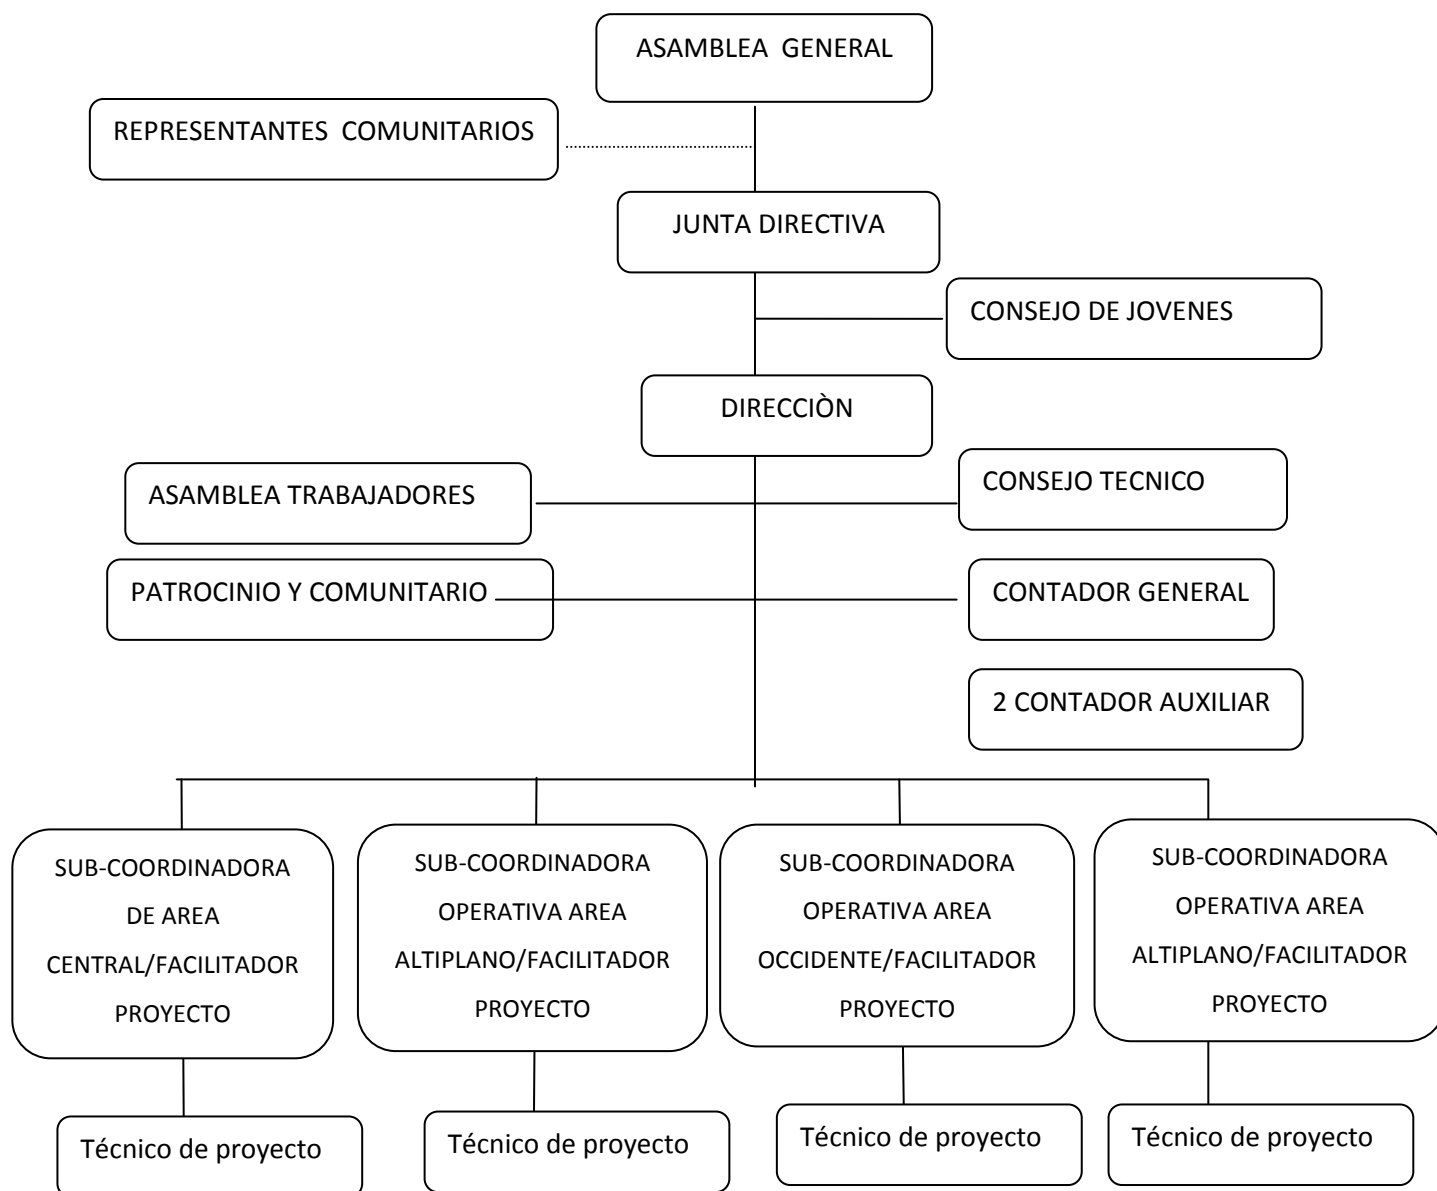 ASAMBLEA GENERAL
REPRESENTANTES COMUNITARIOS
JUNTA DIRECTIVA
CONSEJO DE JOVENES
DIRECCIÒN
ASAMBLEA TRABAJADORES
CONSEJO TECNICO
PATROCINIO Y COMUNITARIO
CONTADOR GENERAL
2 CONTADOR AUXILIAR
SUB-COORDINADORA
DE AREA
CENTRAL/FACILITADOR
PROYECTO
SUB-COORDINADORA
OPERATIVA AREA
ALTIPLANO/FACILITADOR
PROYECTO
SUB-COORDINADORA
OPERATIVA AREA
OCCIDENTE/FACILITADOR
PROYECTO
SUB-COORDINADORA
OPERATIVA AREA
ALTIPLANO/FACILITADOR
PROYECTO
Técnico de proyecto
Técnico de proyecto
Técnico de proyecto
Técnico de proyecto